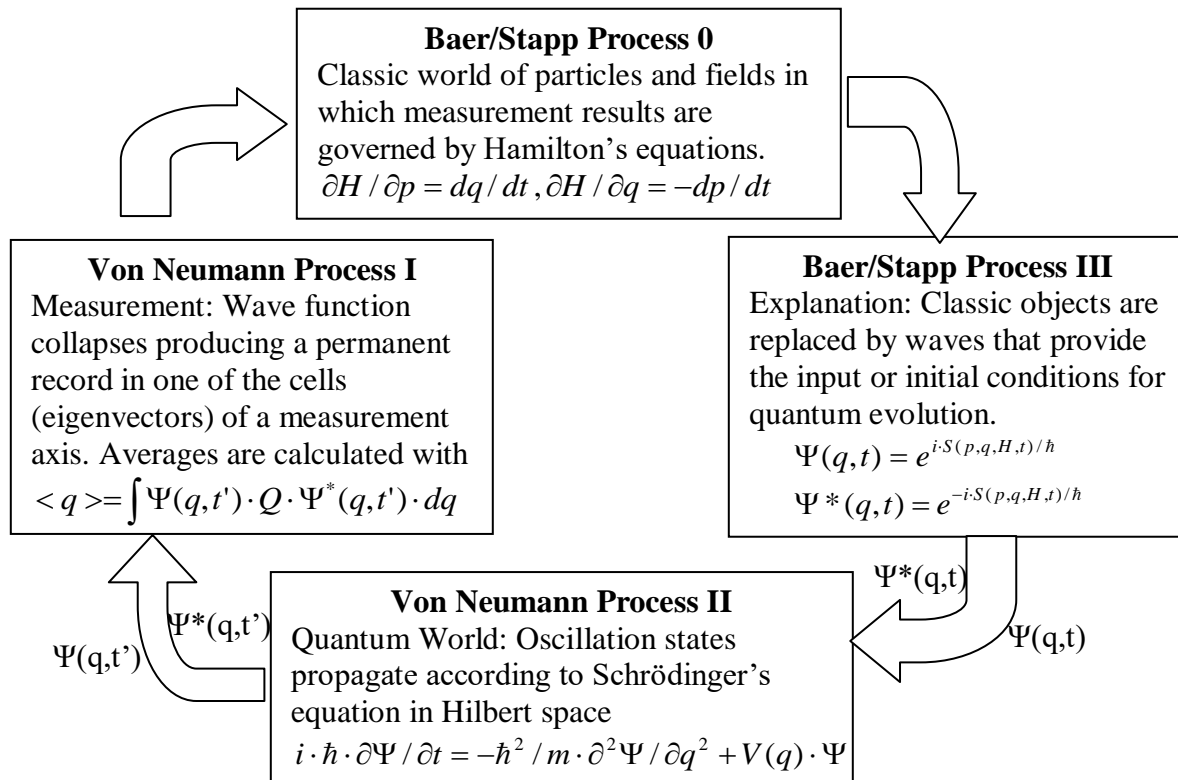 Baer/Stapp Process 0
Classic world of particles and fields in
which measurement results are
governed by Hamilton’s equations.
∂H / ∂p = dq / dt , ∂H / ∂q = −dp / dt
Baer/Stapp Process III
Explanation: Classic objects are
replaced by waves that provide
the input or initial conditions for
quantum evolution.
Ψ(q,t) = e^{i·S(p,q,H,t)/ħ}
Ψ*(q,t) = e^{−i·S(p,q,H,t)/ħ}
Ψ*(q,t)
Ψ(q,t)
Von Neumann Process II
Quantum World: Oscillation states
propagate according to Schrödinger’s
equation in Hilbert space
i·ħ·∂Ψ / ∂t = −ħ² / m·∂²Ψ / ∂q² + V(q)·Ψ
Ψ*(q,t’)
Ψ(q,t’)
Von Neumann Process I
Measurement: Wave function
collapses producing a permanent
record in one of the cells
(eigenvectors) of a measurement
axis. Averages are calculated with
< q >= ∫Ψ(q,t')·Q·Ψ*(q,t')·dq